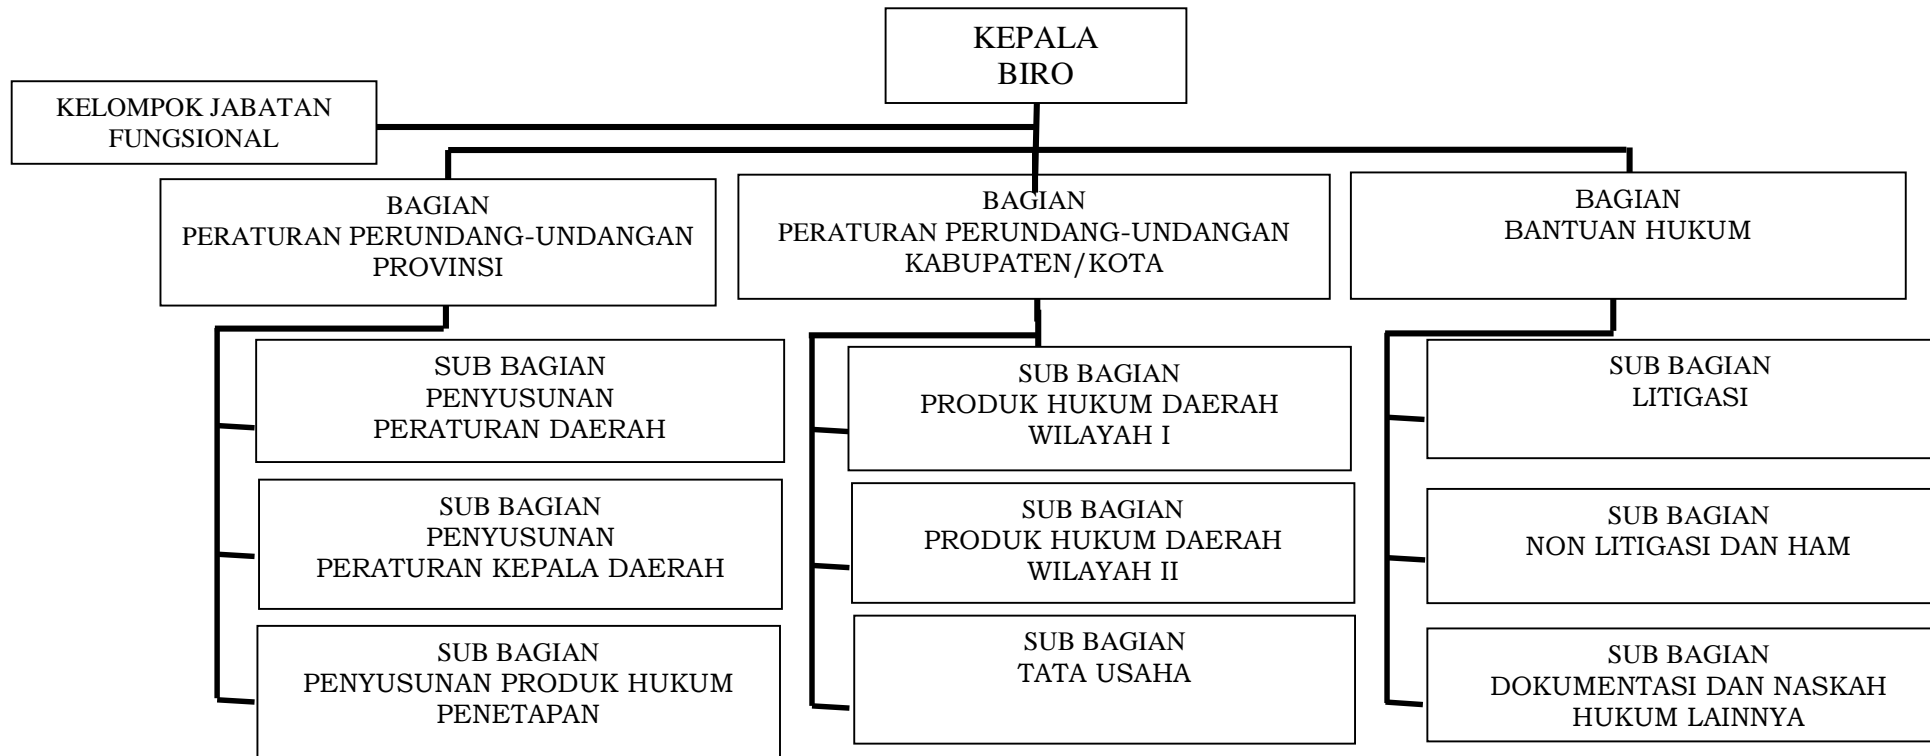 KEPALA
BIRO
KELOMPOK JABATAN
FUNGSIONAL
BAGIAN
PERATURAN PERUNDANG-UNDANGAN
PROVINSI
BAGIAN
PERATURAN PERUNDANG-UNDANGAN
KABUPATEN/KOTA
BAGIAN
BANTUAN HUKUM
SUB BAGIAN
PENYUSUNAN
PERATURAN DAERAH
SUB BAGIAN
PRODUK HUKUM DAERAH
WILAYAH I
SUB BAGIAN
LITIGASI
SUB BAGIAN
PENYUSUNAN
PERATURAN KEPALA DAERAH
SUB BAGIAN
PRODUK HUKUM DAERAH
WILAYAH II
SUB BAGIAN
NON LITIGASI DAN HAM
SUB BAGIAN
PENYUSUNAN PRODUK HUKUM
PENETAPAN
SUB BAGIAN
TATA USAHA
SUB BAGIAN
DOKUMENTASI DAN NASKAH
HUKUM LAINNYA